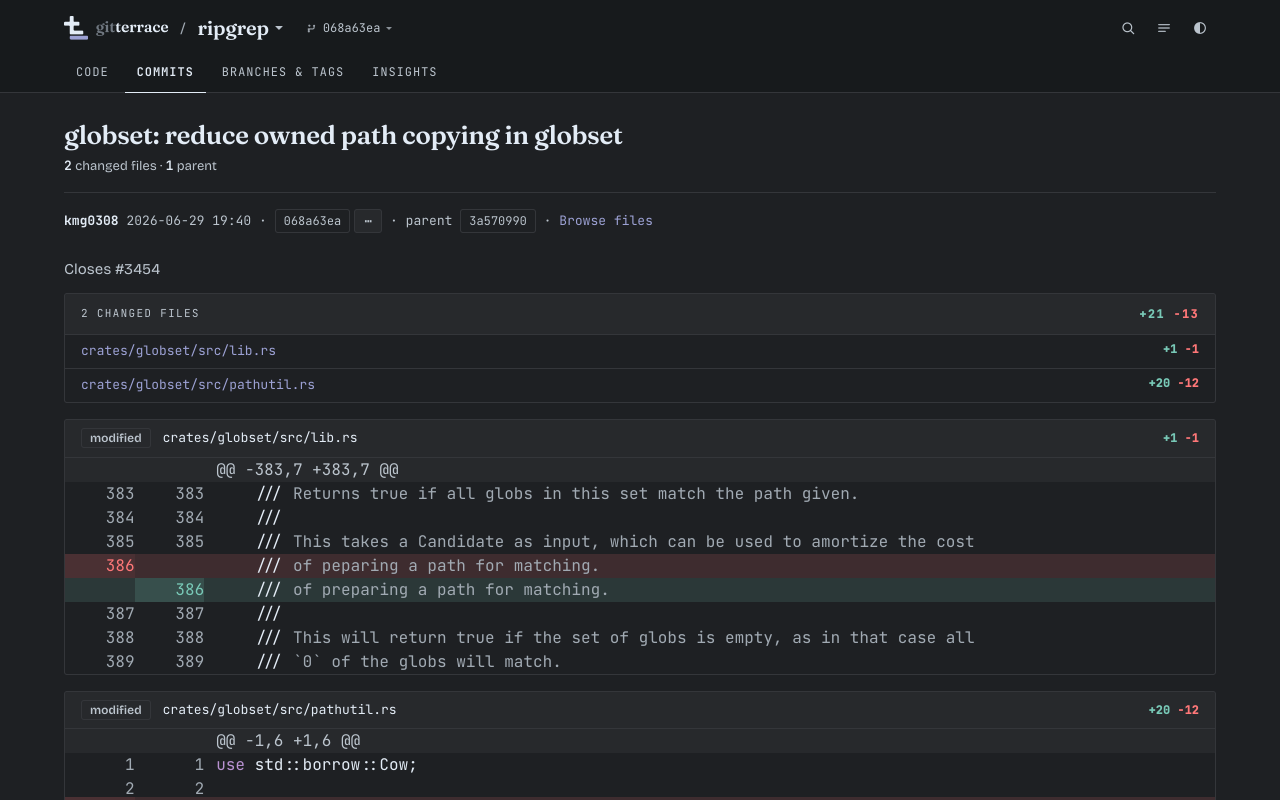 gitterrace / ripgrep 068a63ea
CODE COMMITS BRANCHES & TAGS INSIGHTS
globset: reduce owned path copying in globset
2 changed files · 1 parent
kmg0308 2026-06-29 19:40 · 068a63ea ⋯ · parent 3a570990 · Browse files
Closes #3454
2 CHANGED FILES +21 -13
crates/globset/src/lib.rs +1 -1
crates/globset/src/pathutil.rs +20 -12
modified crates/globset/src/lib.rs +1 -1
@@ -383,7 +383,7 @@
383 383 /// Returns true if all globs in this set match the path given.
384 384 ///
385 385 /// This takes a Candidate as input, which can be used to amortize the cost
386 /// of peparing a path for matching.
386 /// of preparing a path for matching.
387 387 ///
388 388 /// This will return true if the set of globs is empty, as in that case all
389 389 /// `0` of the globs will match.
modified crates/globset/src/pathutil.rs +20 -12
@@ -1,6 +1,6 @@
1 1 use std::borrow::Cow;
2 2